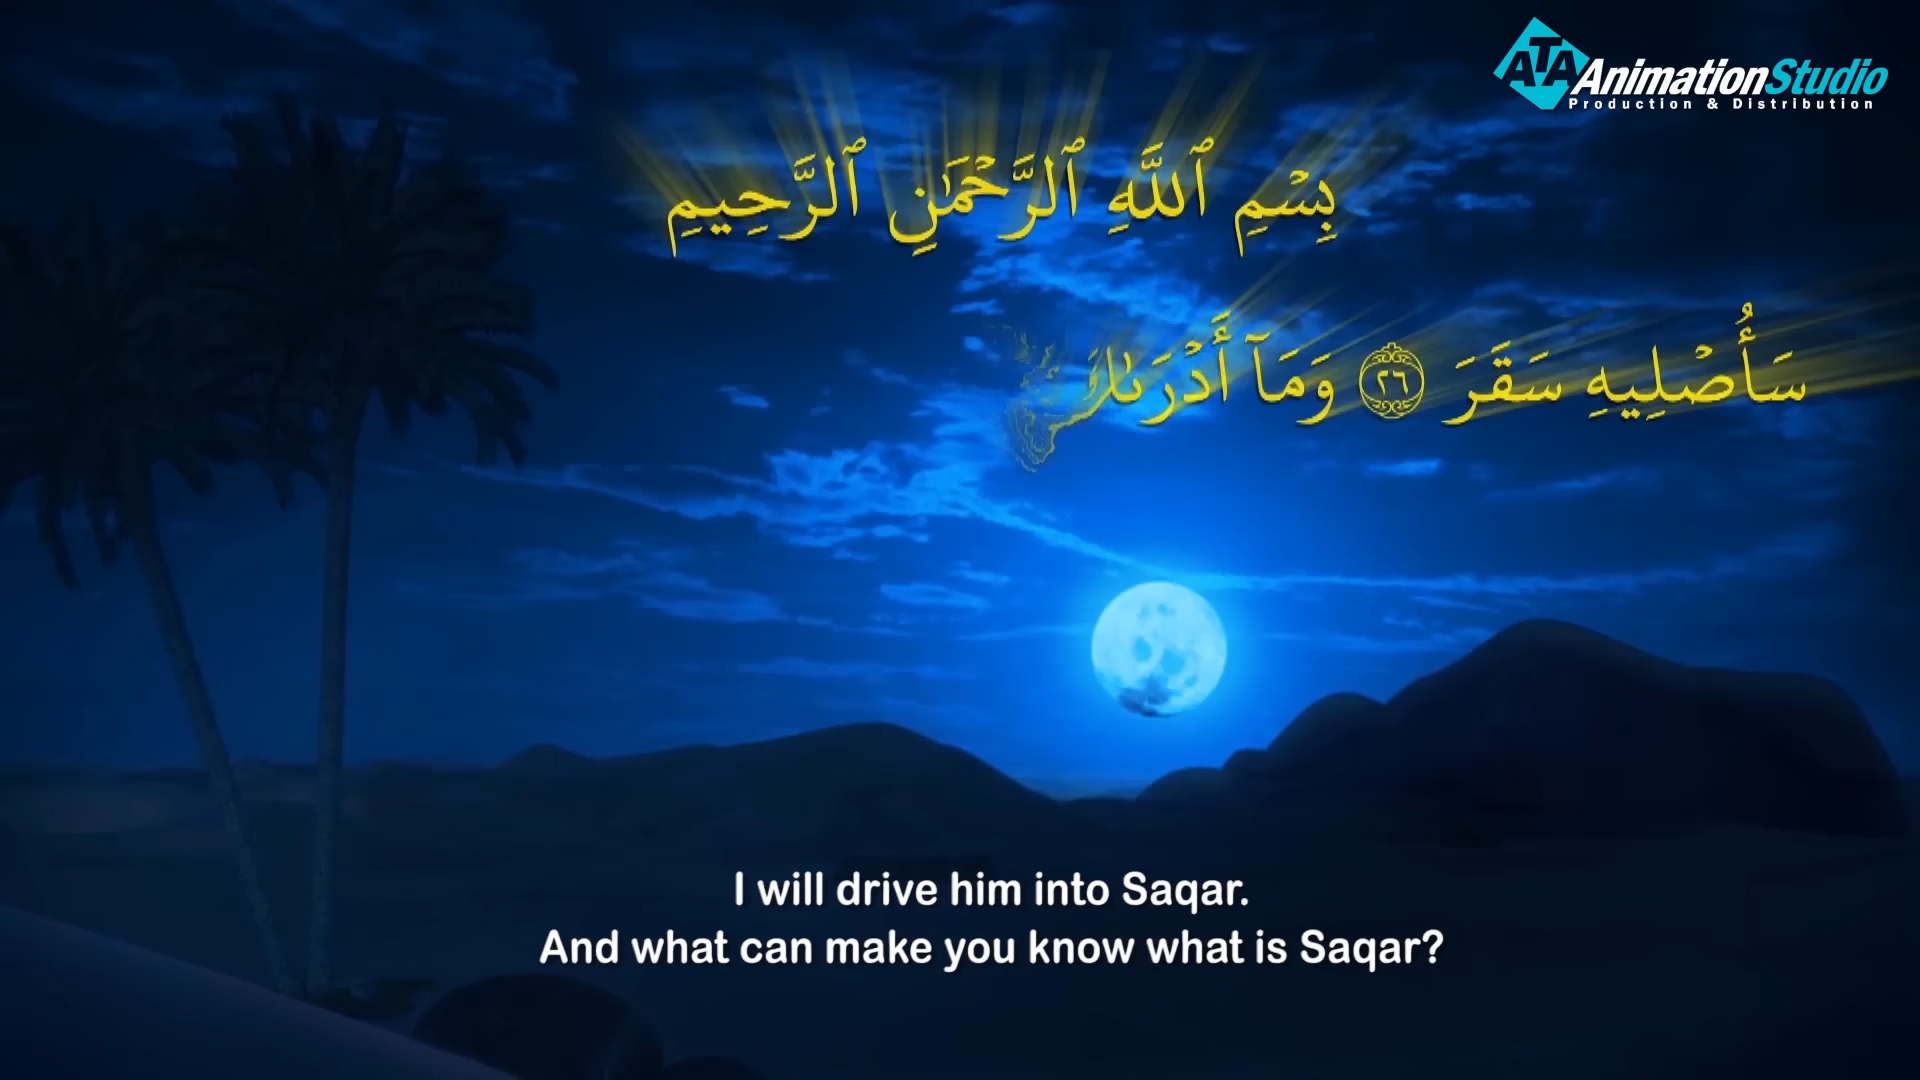 ATA AnimationStudio
Production & Distribution
بِسْمِ ٱللَّهِ ٱلرَّحْمَٰنِ ٱلرَّحِيمِ
سَأُصْلِيهِ سَقَرَ ٢٦ وَمَآ أَدْرَىٰكَ
I will drive him into Saqar.
And what can make you know what is Saqar?